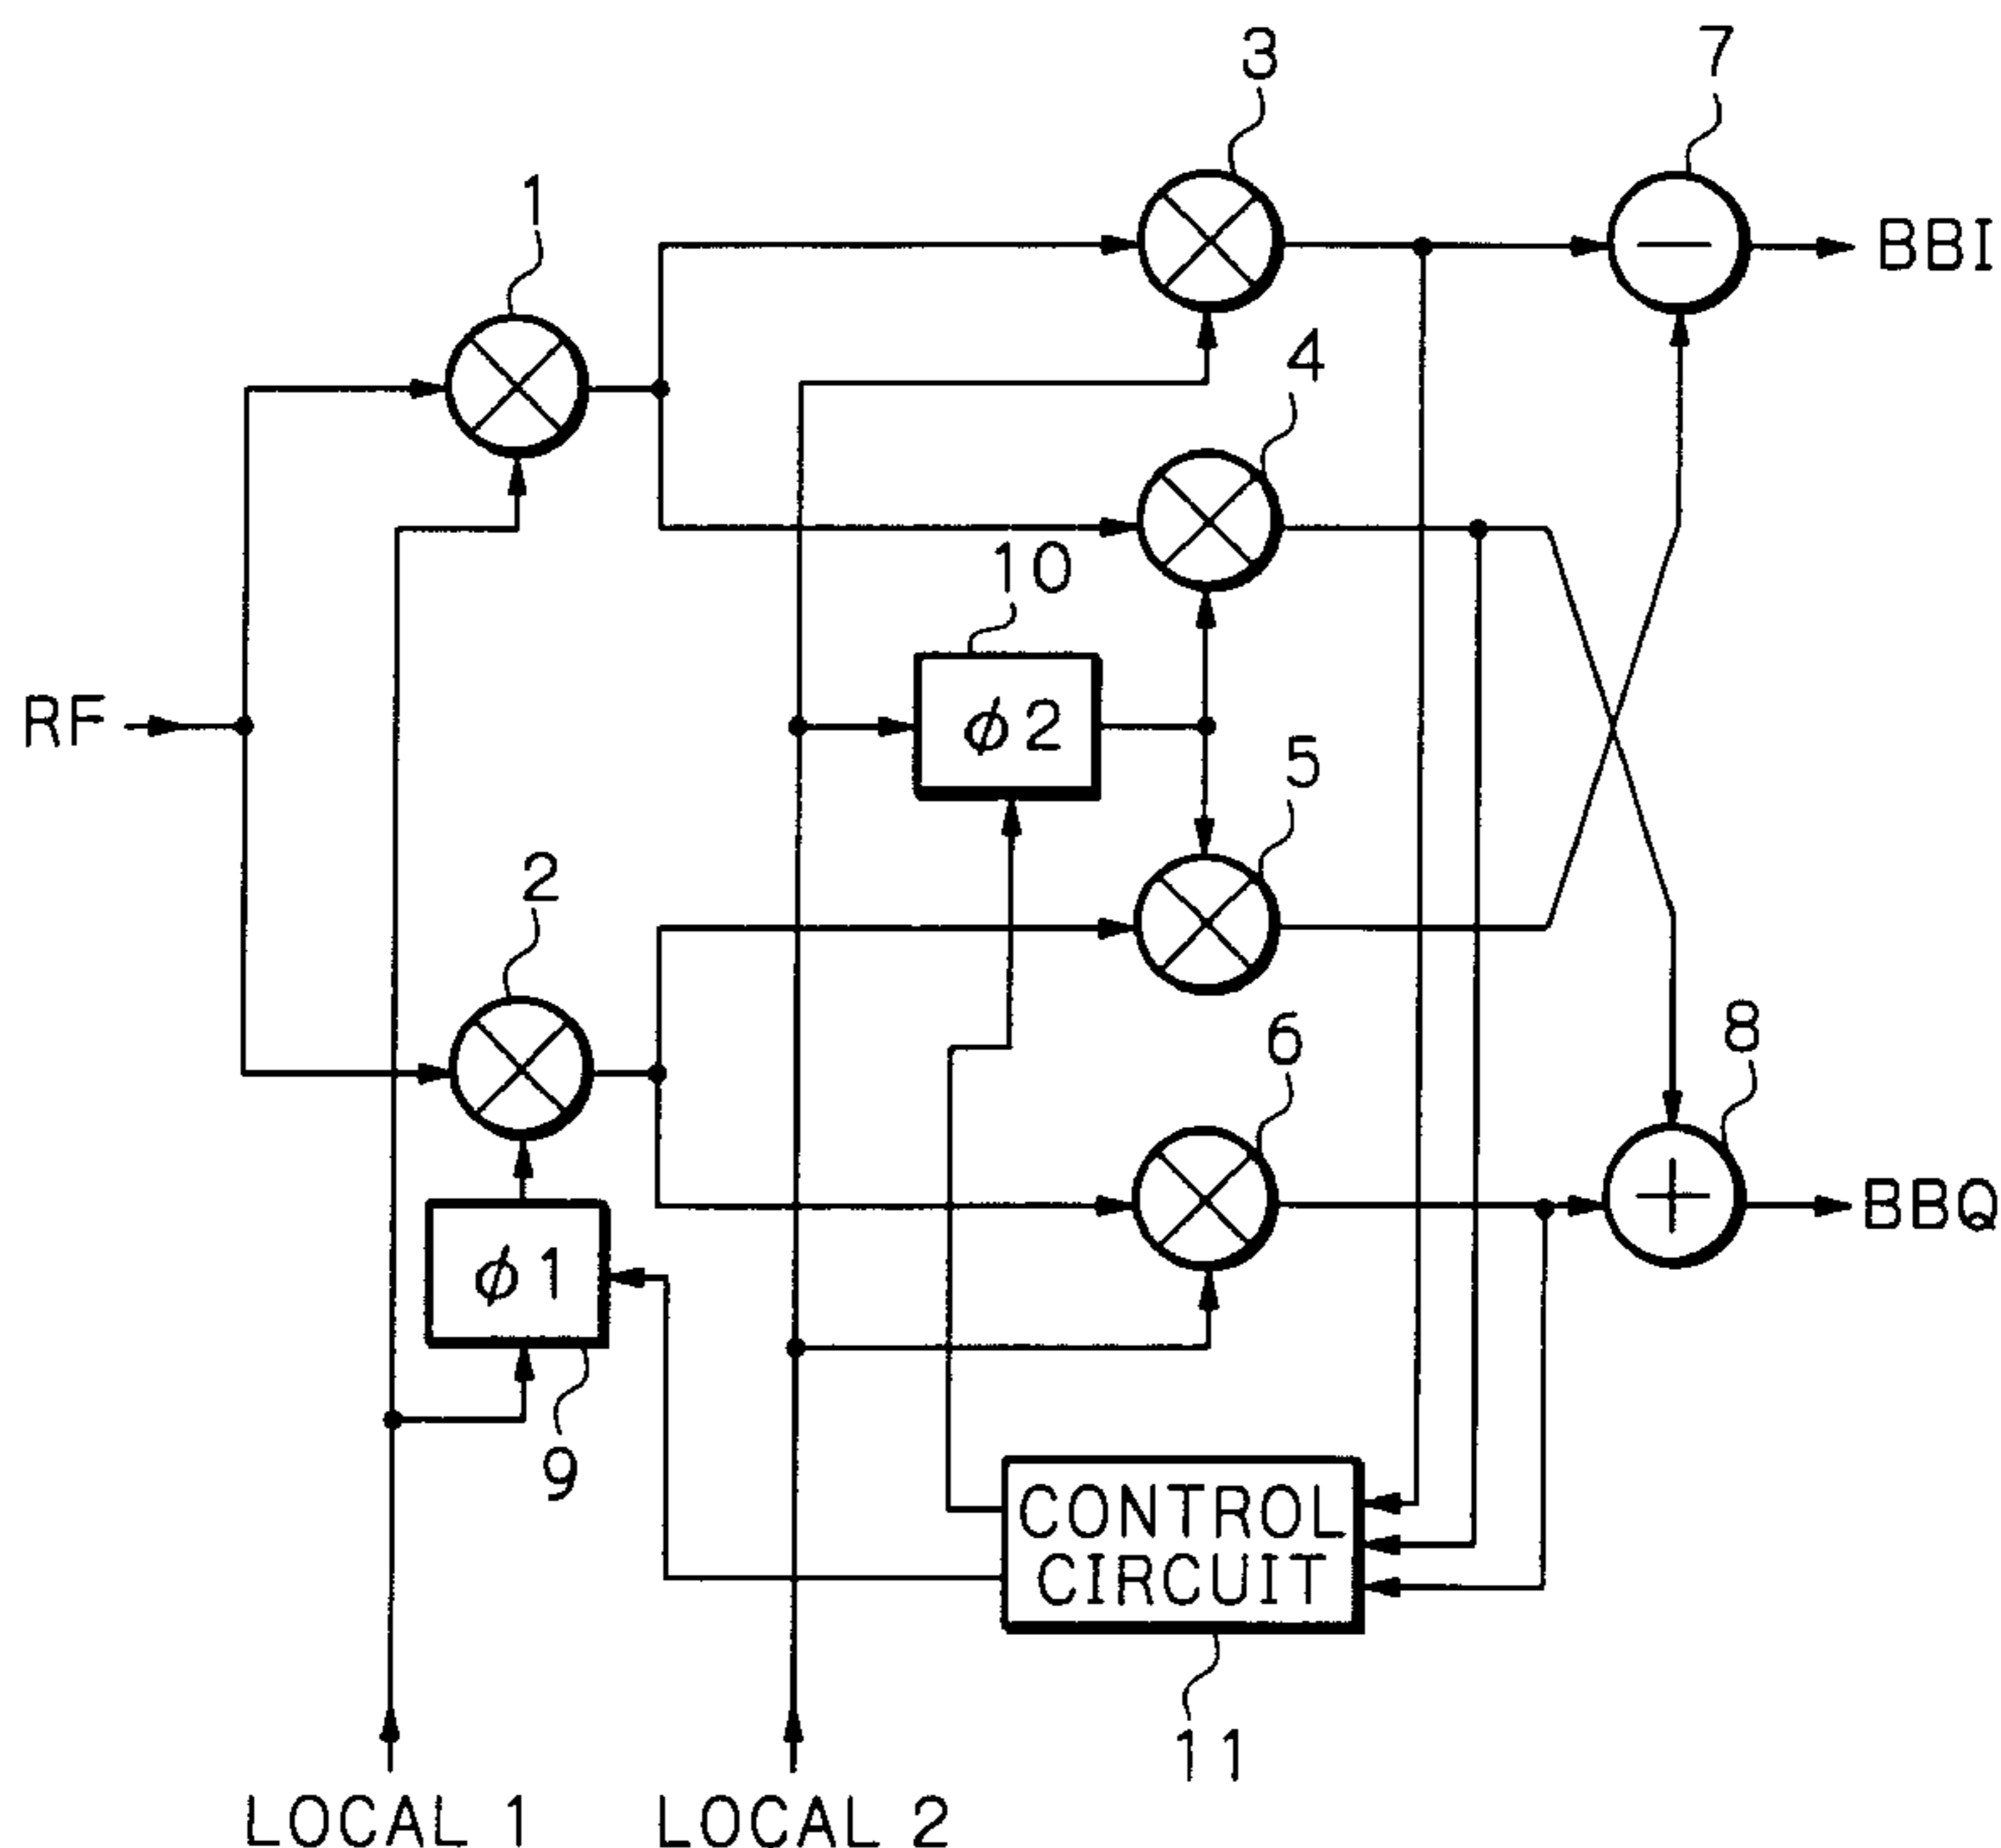 3
7
1
BBI
4
10
RF
ϕ2
5
2
6
8
BBQ
ϕ1
9
CONTROL
CIRCUIT
11
LOCAL 1
LOCAL 2